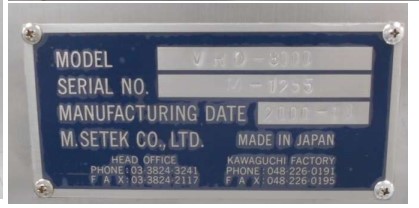 MODEL
SERIAL NO.
MANUFACTURING DATE
M.SETEK CO., LTD. MADE IN JAPAN
HEAD OFFICE KAWAGUCHI FACTORY
PHONE : 03-3824-3241 PHONE : 048-226-0191
F A X : 03-3824-2117 F A X : 048-226-0195